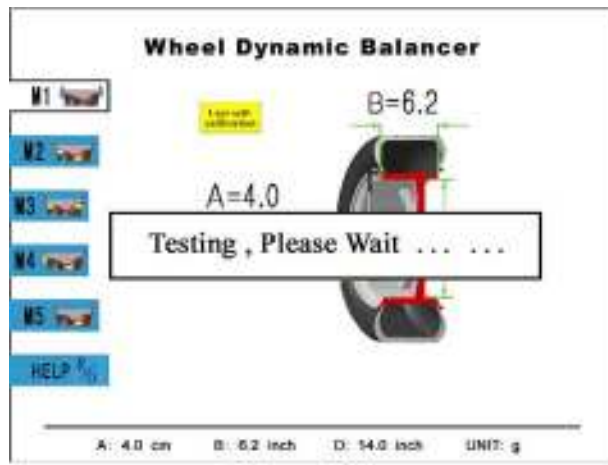 Wheel Dynamic Balancer
M1
B=6.2
M2
M3
A=4.0
Testing , Please Wait ... ...
M4
M5
HELP
A: 4.0 cm B: 6.2 inch D: 14.0 inch UNIT: g